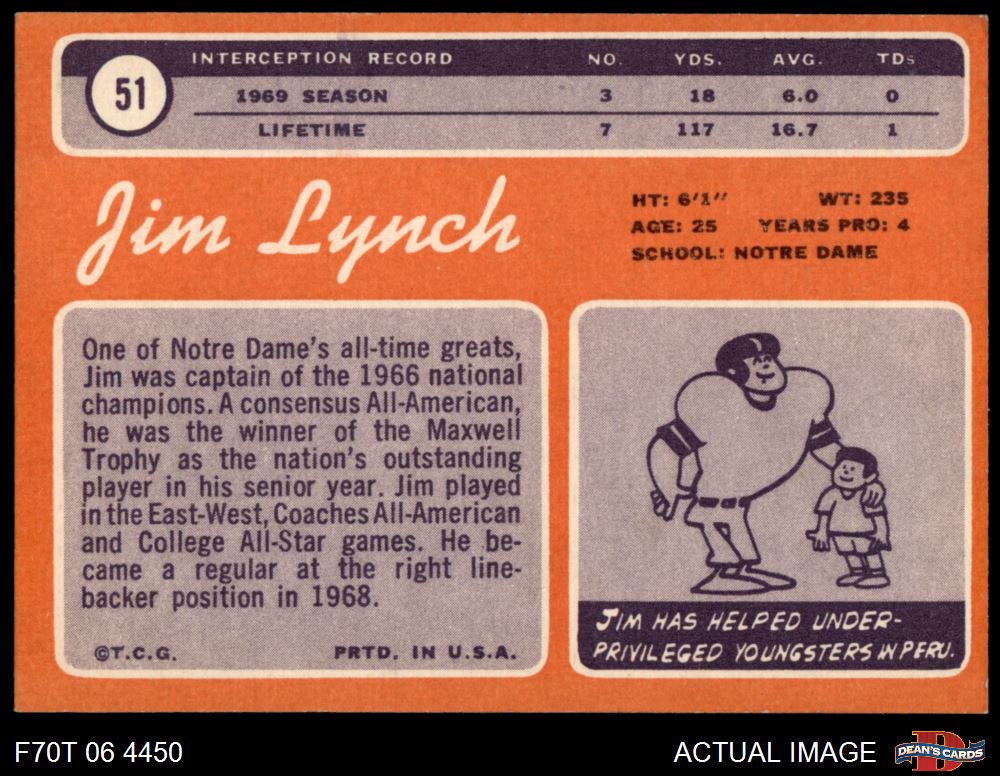 51
INTERCEPTION RECORD NO. YDS. AVG. TDs
1969 SEASON 3 18 6.0 0
LIFETIME 7 117 16.7 1
Jim Lynch
HT: 6'1" WT: 235
AGE: 25 YEARS PRO: 4
SCHOOL: NOTRE DAME
One of Notre Dame's all-time greats,
Jim was captain of the 1966 national
champions. A consensus All-American,
he was the winner of the Maxwell
Trophy as the nation's outstanding
player in his senior year. Jim played
in the East-West, Coaches All-American
and College All-Star games. He be-
came a regular at the right line-
backer position in 1968.
©T.C.G. PRTD. IN U.S.A.
JIM HAS HELPED UNDER-
PRIVILEGED YOUNGSTERS IN PERU.
F70T 06 4450
ACTUAL IMAGE
D
DEAN'S CARDS